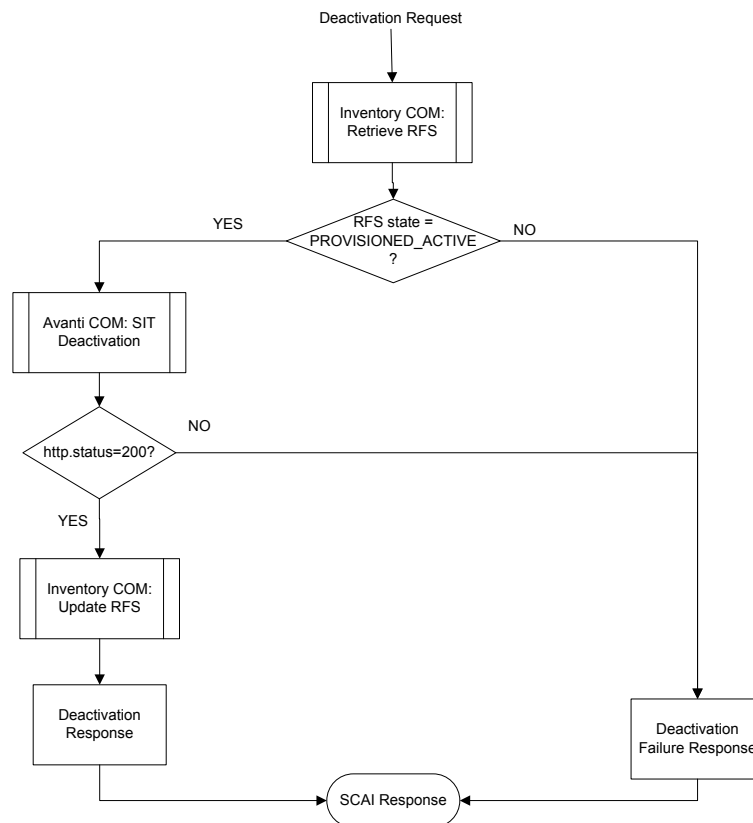 Deactivation Request
Inventory COM:
Retrieve RFS
RFS state =
PROVISIONED_ACTIVE
?
YES
NO
Avanti COM: SIT
Deactivation
http.status=200?
NO
YES
Inventory COM:
Update RFS
Deactivation
Response
Deactivation
Failure Response
SCAI Response